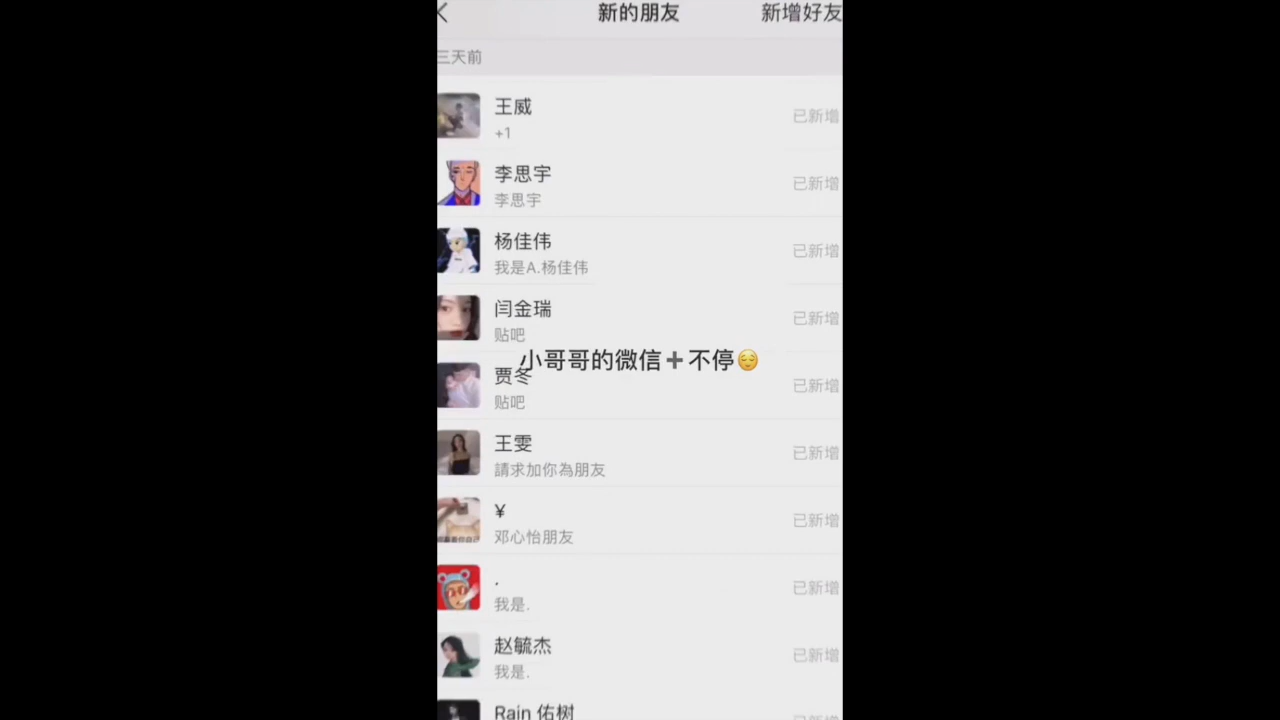 新的朋友
新增好友
三天前
王威
+1
已新增
李思宇
李思宇
已新增
杨佳伟
我是A.杨佳伟
已新增
闫金瑞
贴吧
已新增
小哥哥的微信➕不停😌
贾冬
贴吧
已新增
王雯
請求加你為朋友
已新增
¥
邓心怡朋友
已新增
.
我是.
已新增
赵毓杰
我是.
已新增
Rain 佑树
已新增